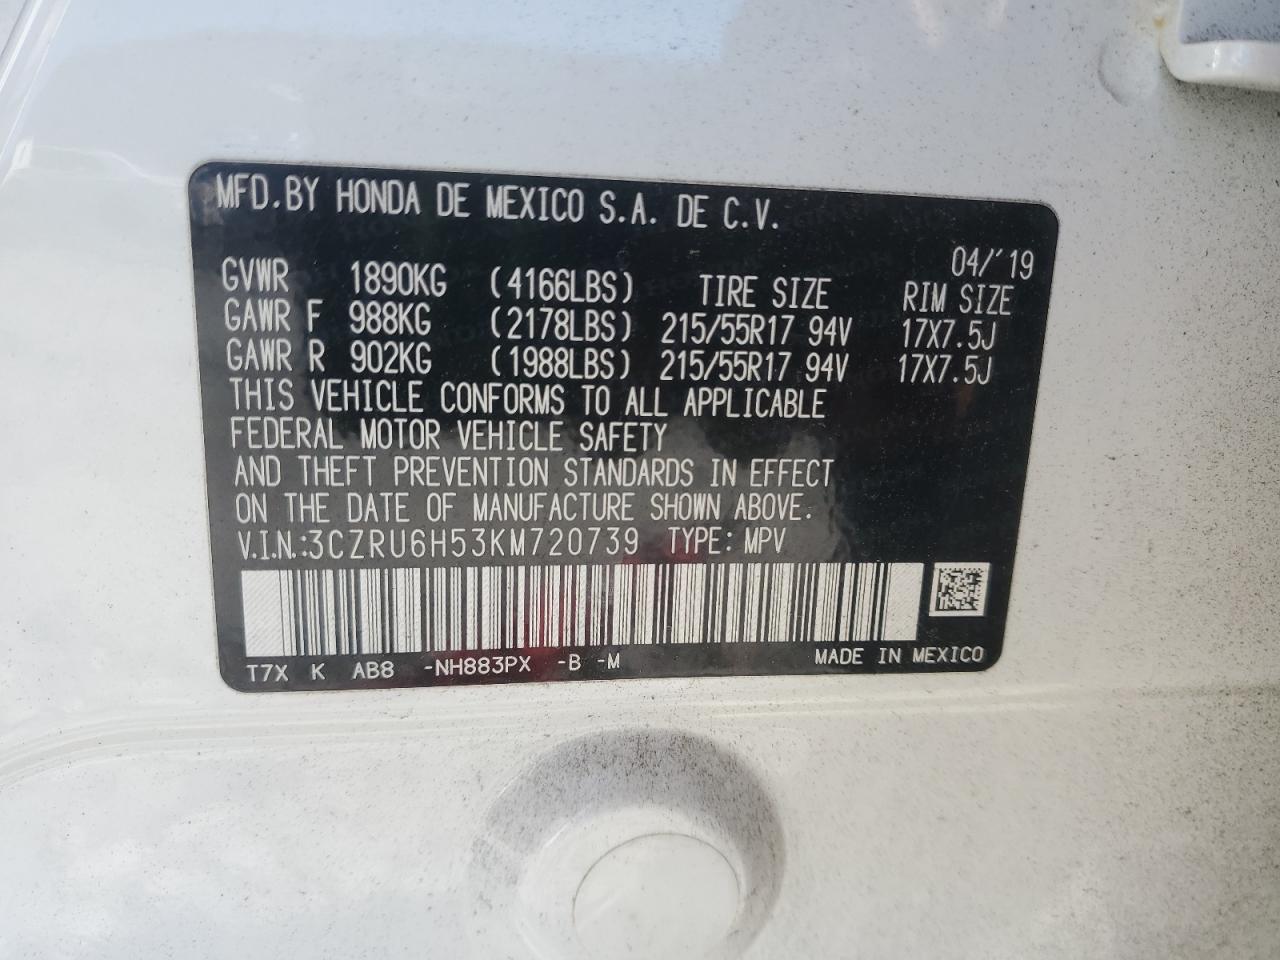 MFD.BY HONDA DE MEXICO S.A. DE C.V.
04/'19
GVWR 1890KG (4166LBS) TIRE SIZE RIM SIZE
GAWR F 988KG (2178LBS) 215/55R17 94V 17X7.5J
GAWR R 902KG (1988LBS) 215/55R17 94V 17X7.5J
THIS VEHICLE CONFORMS TO ALL APPLICABLE
FEDERAL MOTOR VEHICLE SAFETY
AND THEFT PREVENTION STANDARDS IN EFFECT
ON THE DATE OF MANUFACTURE SHOWN ABOVE.
V.I.N.:3CZRU6H53KM720739 TYPE: MPV
T7X K AB8 -NH883PX -B -M MADE IN MEXICO